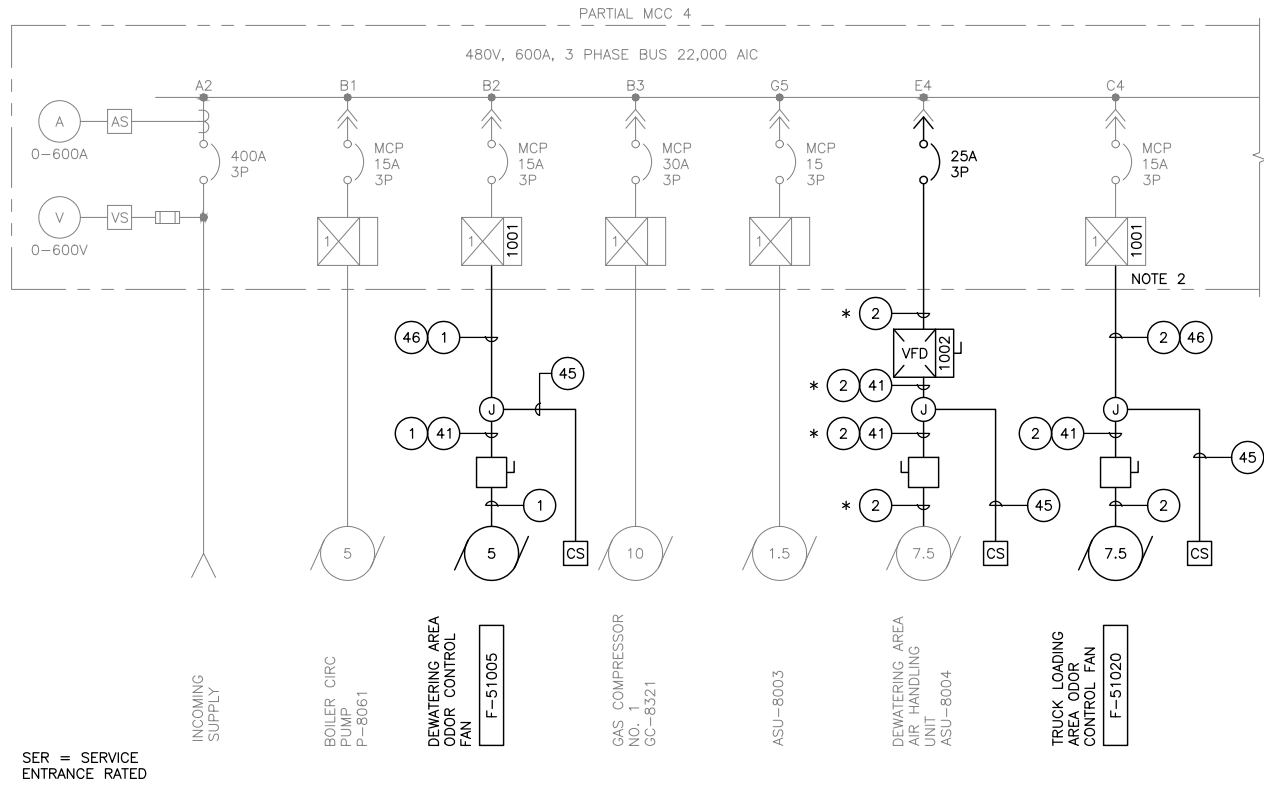 PARTIAL MCC 4
480V, 600A, 3 PHASE BUS 22,000 AIC
A2
B1
B2
B3
G5
E4
C4
A
AS
0-600A
400A
3P
MCP
15A
3P
MCP
15A
3P
MCP
30A
3P
MCP
15
3P
25A
3P
MCP
15A
3P
V
VS
0-600V
1
1
1001
1
1
1
1001
NOTE 2
* 2
46 1
VFD
1002
2 46
45
* 2 41
J
J
J
1 41
* 2 41
2 41
45
1
* 2
45
2
5
5
CS
10
1.5
7.5
CS
7.5
CS
INCOMING
SUPPLY
BOILER CIRC
PUMP
P-8061
DEWATERING AREA
ODOR CONTROL
FAN
F-51005
GAS COMPRESSOR
NO. 1
GC-8321
ASU-8003
DEWATERING AREA
AIR HANDLING
UNIT
ASU-8004
TRUCK LOADING
AREA ODOR
CONTROL FAN
F-51020
SER = SERVICE
ENTRANCE RATED